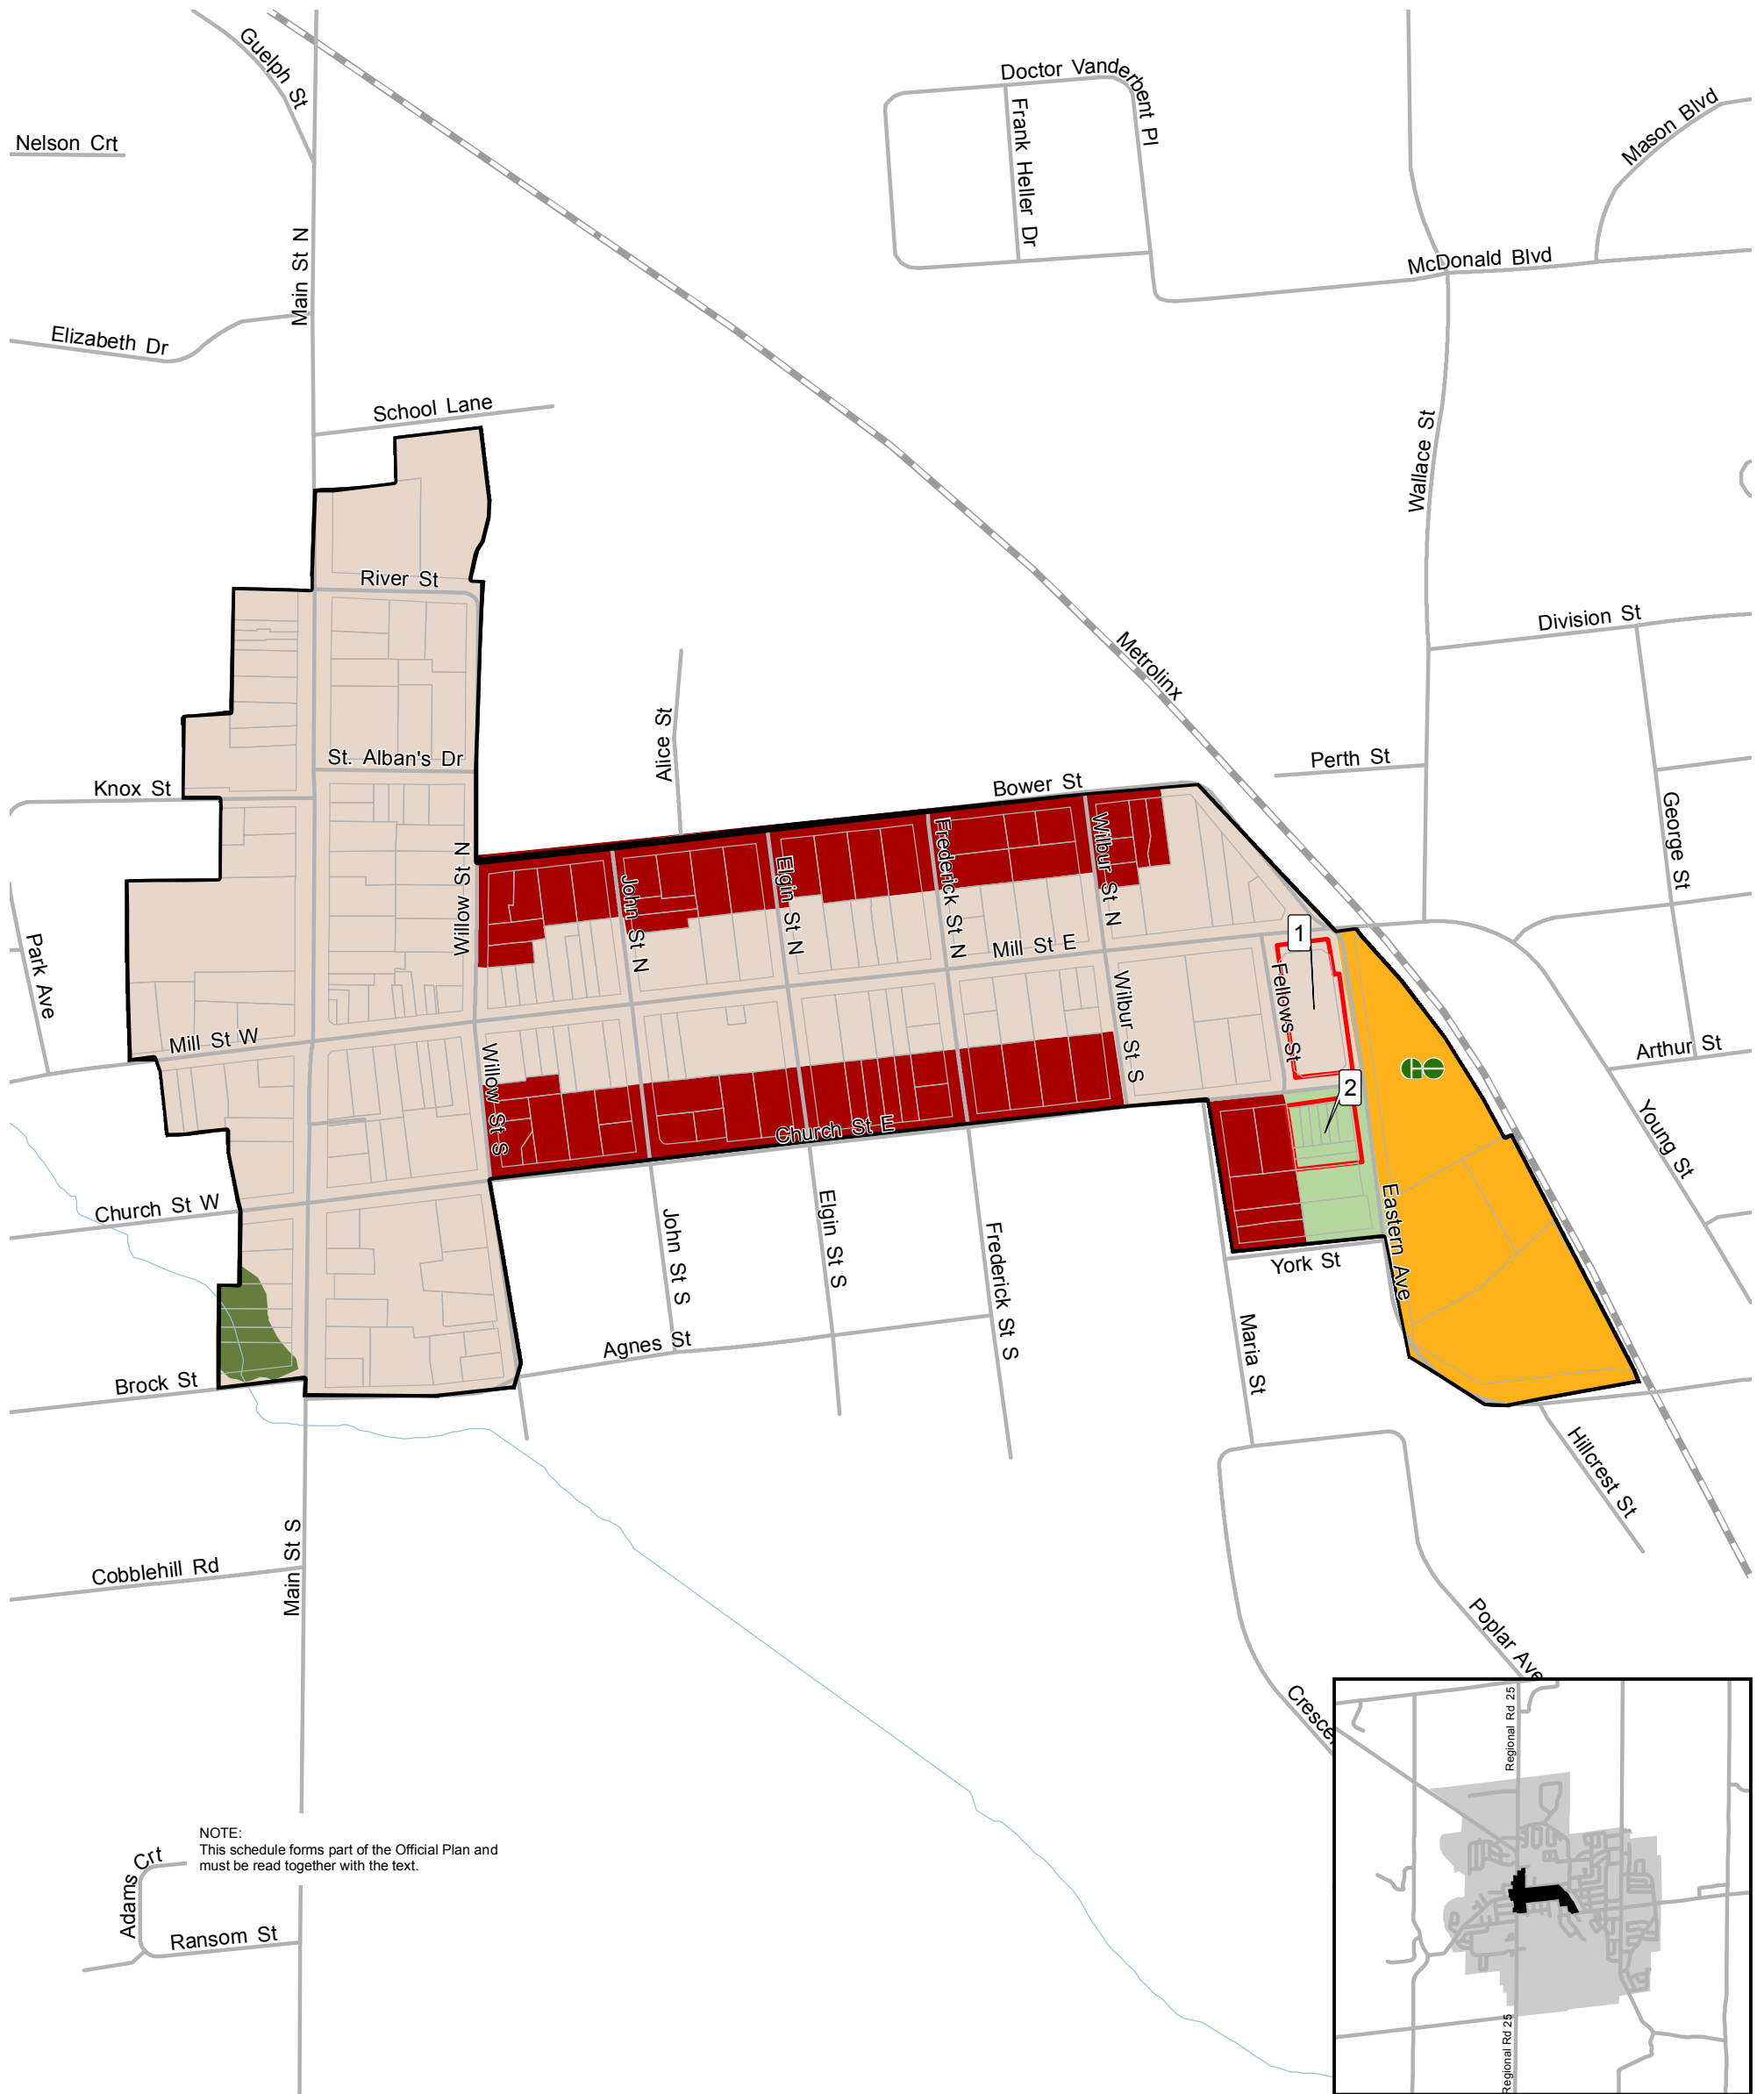 Guelph St
Doctor Vanderbent Pl
Frank Heller Dr
Mason Blvd
Nelson Crt
Main St N
McDonald Blvd
Elizabeth Dr
School Lane
Wallace St
River St
Division St
Metrolinx
St. Alban's Dr
Alice St
Perth St
Knox St
Bower St
George St
Willow St N
John St N
Elgin St N
Frederick St N
Wilbur St N
Park Ave
Mill St E
1
Fellows St
Wilbur St S
Mill St W
Arthur St
2
Willow St S
Church St E
Young St
Church St W
John St S
Elgin St S
Frederick St S
Eastern Ave
York St
Agnes St
Maria St
Brock St
Hillcrest St
Main St S
Cobblehill Rd
Poplar Ave
Regional Rd 25
NOTE:
This schedule forms part of the Official Plan and
must be read together with the text.
Adams Crt
Ransom St
Regional Rd 25